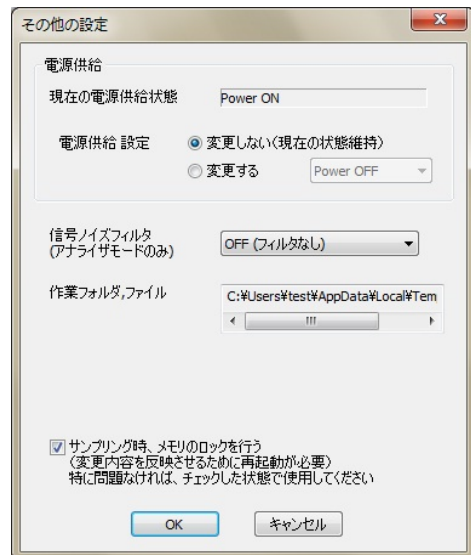 その他の設定
電源供給
現在の電源供給状態 Power ON
電源供給 設定 変更しない(現在の状態維持)
変更する Power OFF
信号ノイズフィルタ
(アナライザモードのみ) OFF (フィルタなし)
作業フォルダ,ファイル C:¥Users¥test¥AppData¥Local¥Tem
サンプリング時、メモリのロックを行う
(変更内容を反映させるために再起動が必要)
特に問題なければ、チェックした状態で使用してください
OK キャンセル